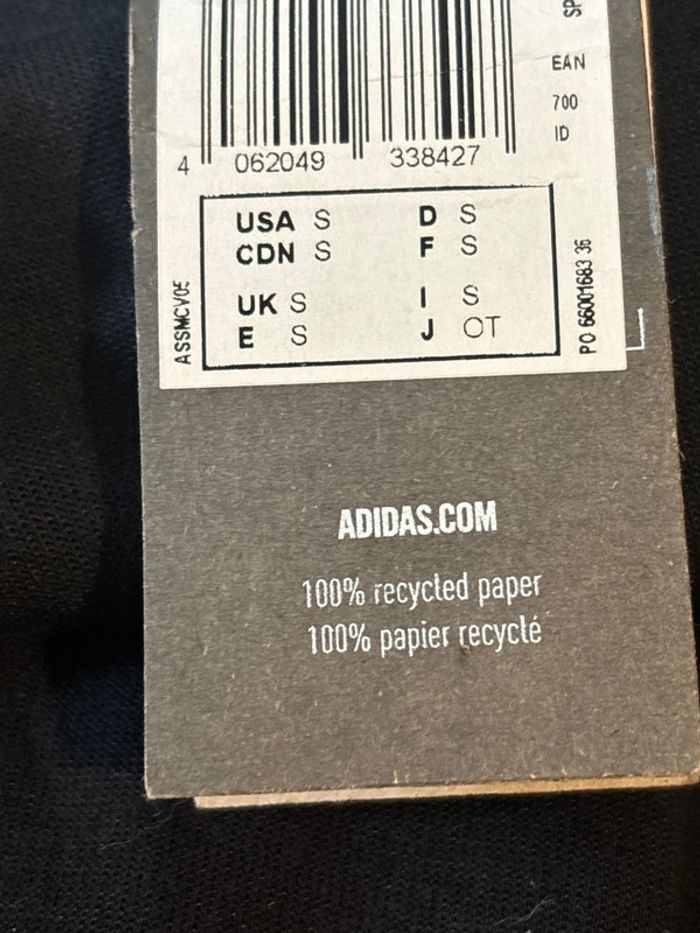 SP
EAN
700
ID
4 062049 338427
USA S D S
CDN S F S
UK S I S
E S J OT
ASSMCV0E
PO 66001683 36
ADIDAS.COM
100% recycled paper
100% papier recyclé